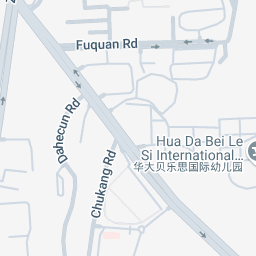 Fuquan Rd
Dahecun Rd
Chukang Rd
Hua Da Bei Le
Si International...
华大贝乐思国际幼儿园